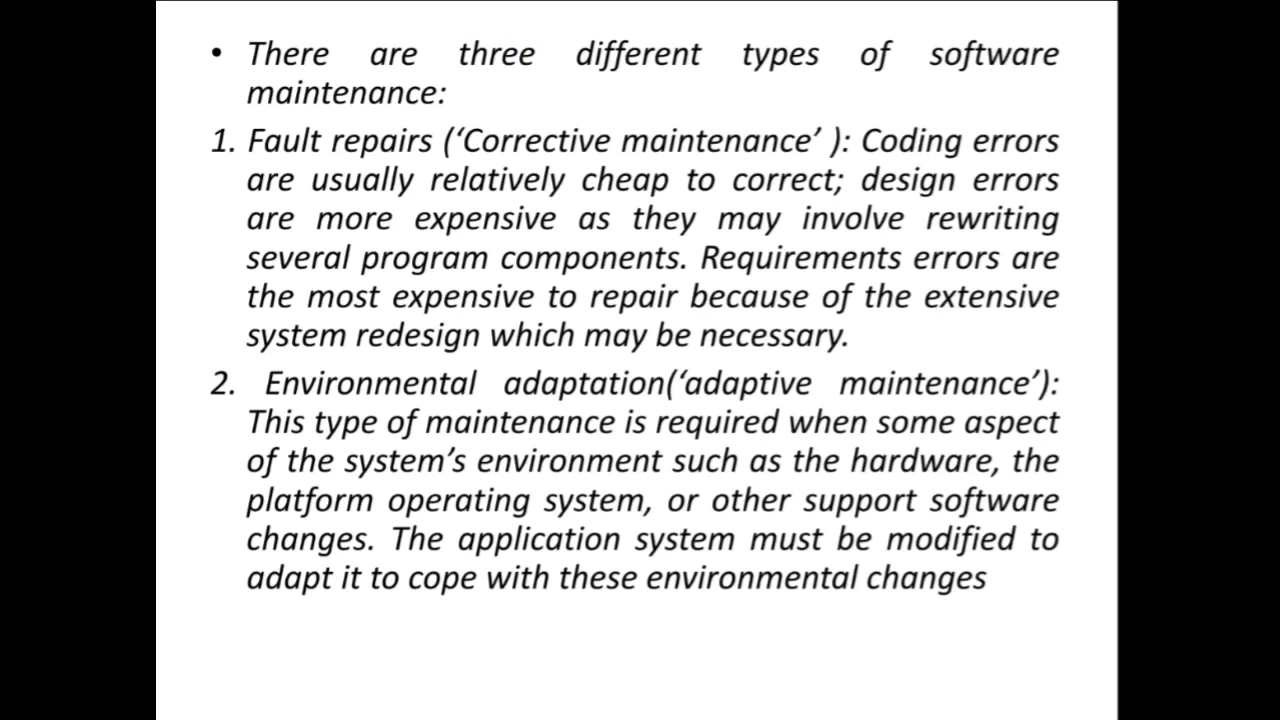 • There are three different types of software
maintenance:
1. Fault repairs (‘Corrective maintenance’ ): Coding errors
are usually relatively cheap to correct; design errors
are more expensive as they may involve rewriting
several program components. Requirements errors are
the most expensive to repair because of the extensive
system redesign which may be necessary.
2. Environmental adaptation(‘adaptive maintenance’):
This type of maintenance is required when some aspect
of the system’s environment such as the hardware, the
platform operating system, or other support software
changes. The application system must be modified to
adapt it to cope with these environmental changes